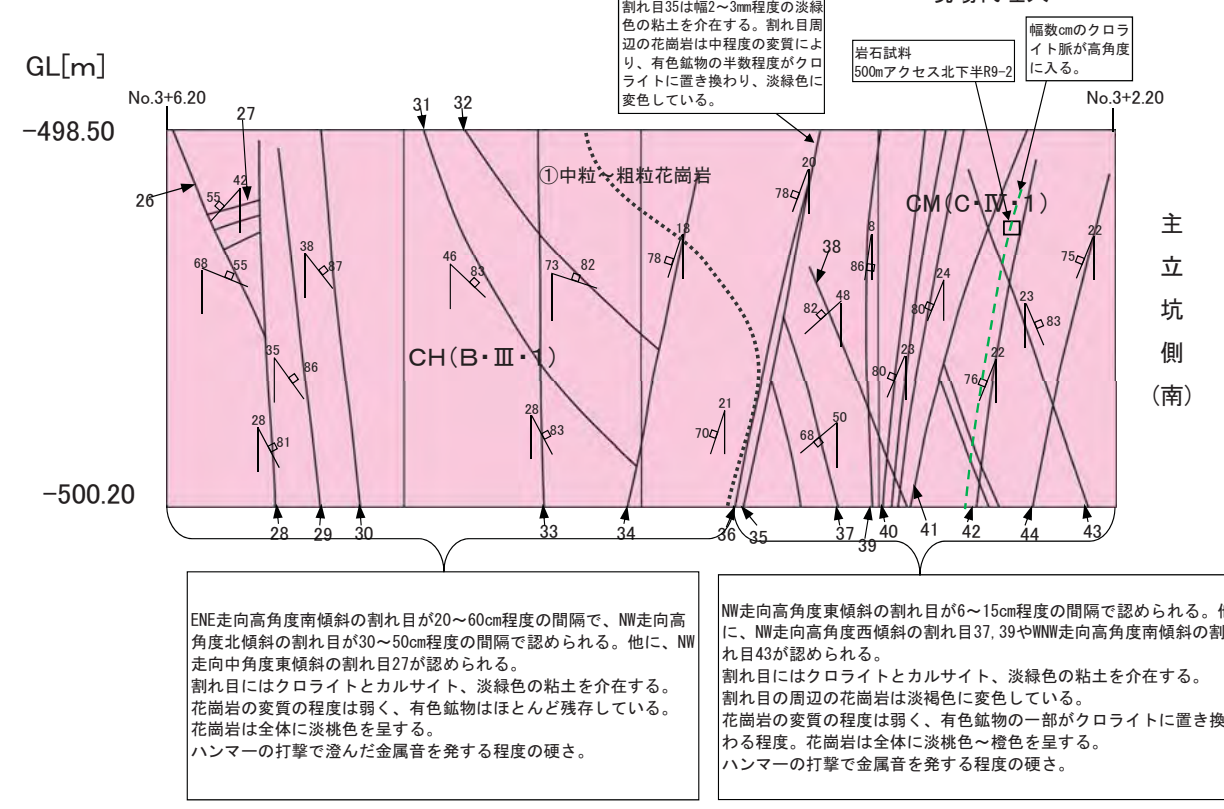 割れ目35は幅2～3mm程度の淡緑
色の粘土を介在する。割れ目周
辺の花崗岩は中程度の変質によ
り、有色鉱物の半数程度がクロ
ライトに置き換わり、淡緑色に
変色している。
岩石試料
500mアクセス北下半R9-2
幅数cmのクロラ
イト脈が高角度
に入る。
GL[m]
No.3+6.20
No.3+2.20
-498.50
-500.20
26
27
31
32
①中粒～粗粒花崗岩
CH(B・Ⅲ・1)
CM(C・Ⅳ・1)
主
立
坑
側
(南)
55
42
68
55
38
87
35
86
28
81
46
83
73
82
18
78
28
83
21
70
20
78
8
86
38
48
82
24
80
23
80
50
68
22
76
23
83
22
75
28
29
30
33
34
36
35
37
39
40
41
42
44
43
ENE走向高角度南傾斜の割れ目が20～60cm程度の間隔で、NW走向高
角度北傾斜の割れ目が30～50cm程度の間隔で認められる。他に、NW
走向中角度東傾斜の割れ目27が認められる。
割れ目にはクロライトとカルサイト、淡緑色の粘土を介在する。
花崗岩の変質の程度は弱く、有色鉱物はほとんど残存している。
花崗岩は全体に淡桃色を呈する。
ハンマーの打撃で澄んだ金属音を発する程度の硬さ。
NW走向高角度東傾斜の割れ目が6～15cm程度の間隔で認められる。
に、NW走向高角度西傾斜の割れ目37,39やWNW走向高角度南傾斜の割
れ目43が認められる。
割れ目にはクロライトとカルサイト、淡緑色の粘土を介在する。
割れ目の周辺の花崗岩は淡褐色に変色している。
花崗岩の変質の程度は弱く、有色鉱物の一部がクロライトに置き換
わる程度。花崗岩は全体に淡桃色～橙色を呈する。
ハンマーの打撃で金属音を発する程度の硬さ。